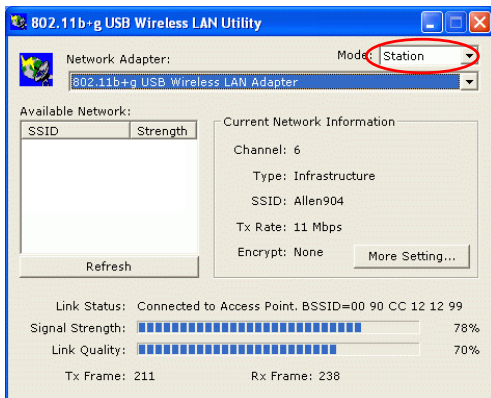 802.11b+g USB Wireless LAN Utility
Network Adapter:
Mode: Station
802.11b+g USB Wireless LAN Adapter
Available Network:
SSID Strength
Refresh
Current Network Information
Channel: 6
Type: Infrastructure
SSID: Allen904
Tx Rate: 11 Mbps
Encrypt: None
More Setting...
Link Status: Connected to Access Point. BSSID=00 90 CC 12 12 99
Signal Strength: 78%
Link Quality: 70%
Tx Frame: 211 Rx Frame: 238